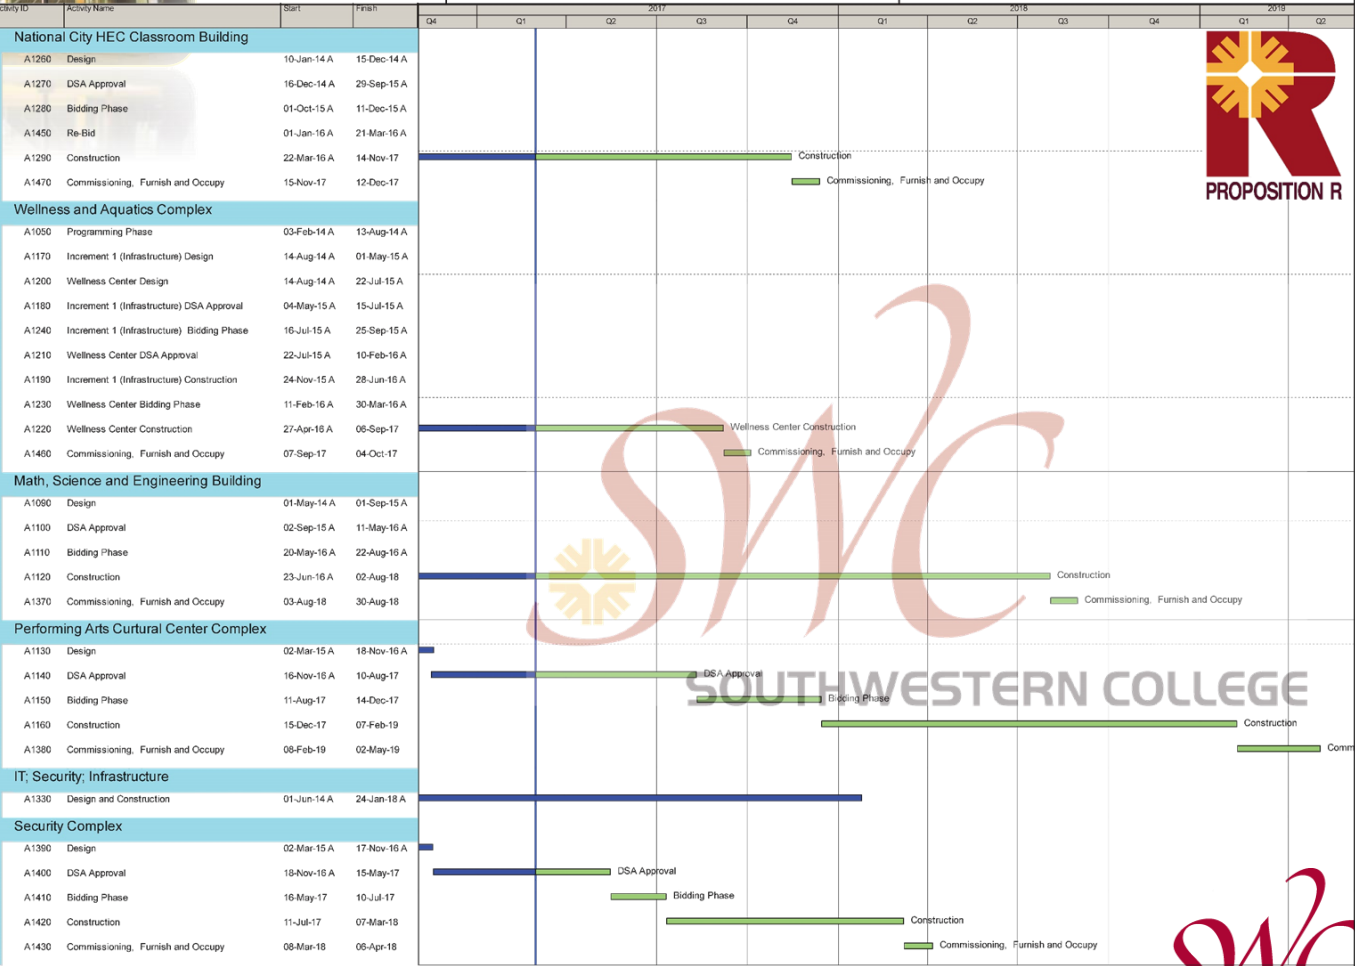 ctivity ID Activity Name Start Finish 2017 2018 2019
Q4 Q1 Q2 Q3 Q4 Q1 Q2 Q3 Q4 Q1 Q2
National City HEC Classroom Building
A1260 Design 10-Jan-14 A 15-Dec-14 A
A1270 DSA Approval 16-Dec-14 A 29-Sep-15 A
A1280 Bidding Phase 01-Oct-15 A 11-Dec-15 A
A1450 Re-Bid 01-Jan-16 A 21-Mar-16 A
A1290 Construction 22-Mar-16 A 14-Nov-17 Construction
A1470 Commissioning, Furnish and Occupy 15-Nov-17 12-Dec-17 Commissioning, Furnish and Occupy
R
PROPOSITION R
Wellness and Aquatics Complex
A1050 Programming Phase 03-Feb-14 A 13-Aug-14 A
A1170 Increment 1 (Infrastructure) Design 14-Aug-14 A 01-May-15 A
A1200 Wellness Center Design 14-Aug-14 A 22-Jul-15 A
A1180 Increment 1 (Infrastructure) DSA Approval 04-May-15 A 15-Jul-15 A
A1240 Increment 1 (Infrastructure) Bidding Phase 16-Jul-15 A 25-Sep-15 A
A1210 Wellness Center DSA Approval 22-Jul-15 A 10-Feb-16 A
A1190 Increment 1 (Infrastructure) Construction 24-Nov-15 A 28-Jun-16 A
A1230 Wellness Center Bidding Phase 11-Feb-16 A 30-Mar-16 A
A1220 Wellness Center Construction 27-Apr-16 A 06-Sep-17 Wellness Center Construction
A1460 Commissioning, Furnish and Occupy 07-Sep-17 04-Oct-17 Commissioning, Furnish and Occupy
Math, Science and Engineering Building
A1090 Design 01-May-14 A 01-Sep-15 A
A1100 DSA Approval 02-Sep-15 A 11-May-16 A
A1110 Bidding Phase 20-May-16 A 22-Aug-16 A
A1120 Construction 23-Jun-16 A 02-Aug-18 Construction
A1370 Commissioning, Furnish and Occupy 03-Aug-18 30-Aug-18 Commissioning, Furnish and Occupy
SWC
Performing Arts Curtural Center Complex
A1130 Design 02-Mar-15 A 18-Nov-16 A
A1140 DSA Approval 16-Nov-16 A 10-Aug-17 DSA Approval
SOUTHWESTERN COLLEGE
A1150 Bidding Phase 11-Aug-17 14-Dec-17 Bidding Phase
A1160 Construction 15-Dec-17 07-Feb-19 Construction
A1380 Commissioning, Furnish and Occupy 08-Feb-19 02-May-19 Comm
IT; Security; Infrastructure
A1330 Design and Construction 01-Jun-14 A 24-Jan-18 A
Security Complex
A1390 Design 02-Mar-15 A 17-Nov-16 A
A1400 DSA Approval 18-Nov-16 A 15-May-17 DSA Approval
A1410 Bidding Phase 16-May-17 10-Jul-17 Bidding Phase
A1420 Construction 11-Jul-17 07-Mar-18 Construction
A1430 Commissioning, Furnish and Occupy 08-Mar-18 06-Apr-18 Commissioning, Furnish and Occupy
SWC